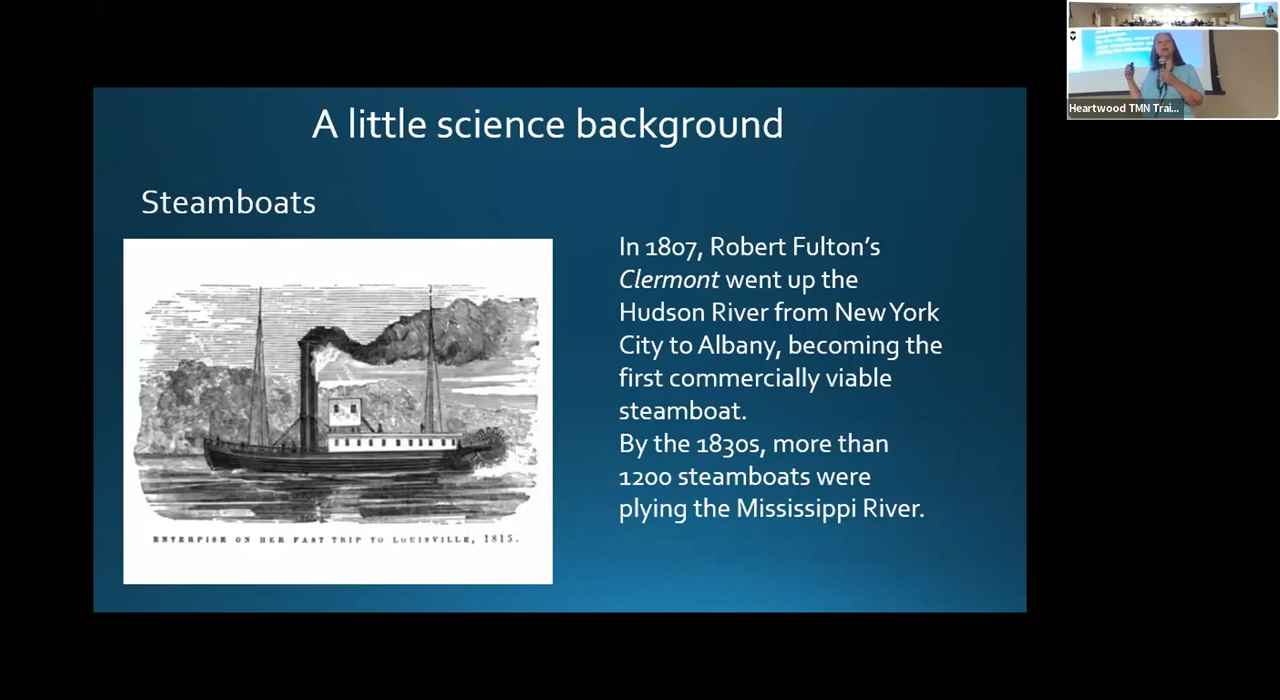 A little science background
Steamboats
In 1807, Robert Fulton's
Clermont went up the
Hudson River from New York
City to Albany, becoming the
first commercially viable
steamboat.
By the 1830s, more than
1200 steamboats were
plying the Mississippi River.
ENTERPISE ON HER FAST TRIP TO LOUISVILLE, 1815.
Heartwood TMN Trai...